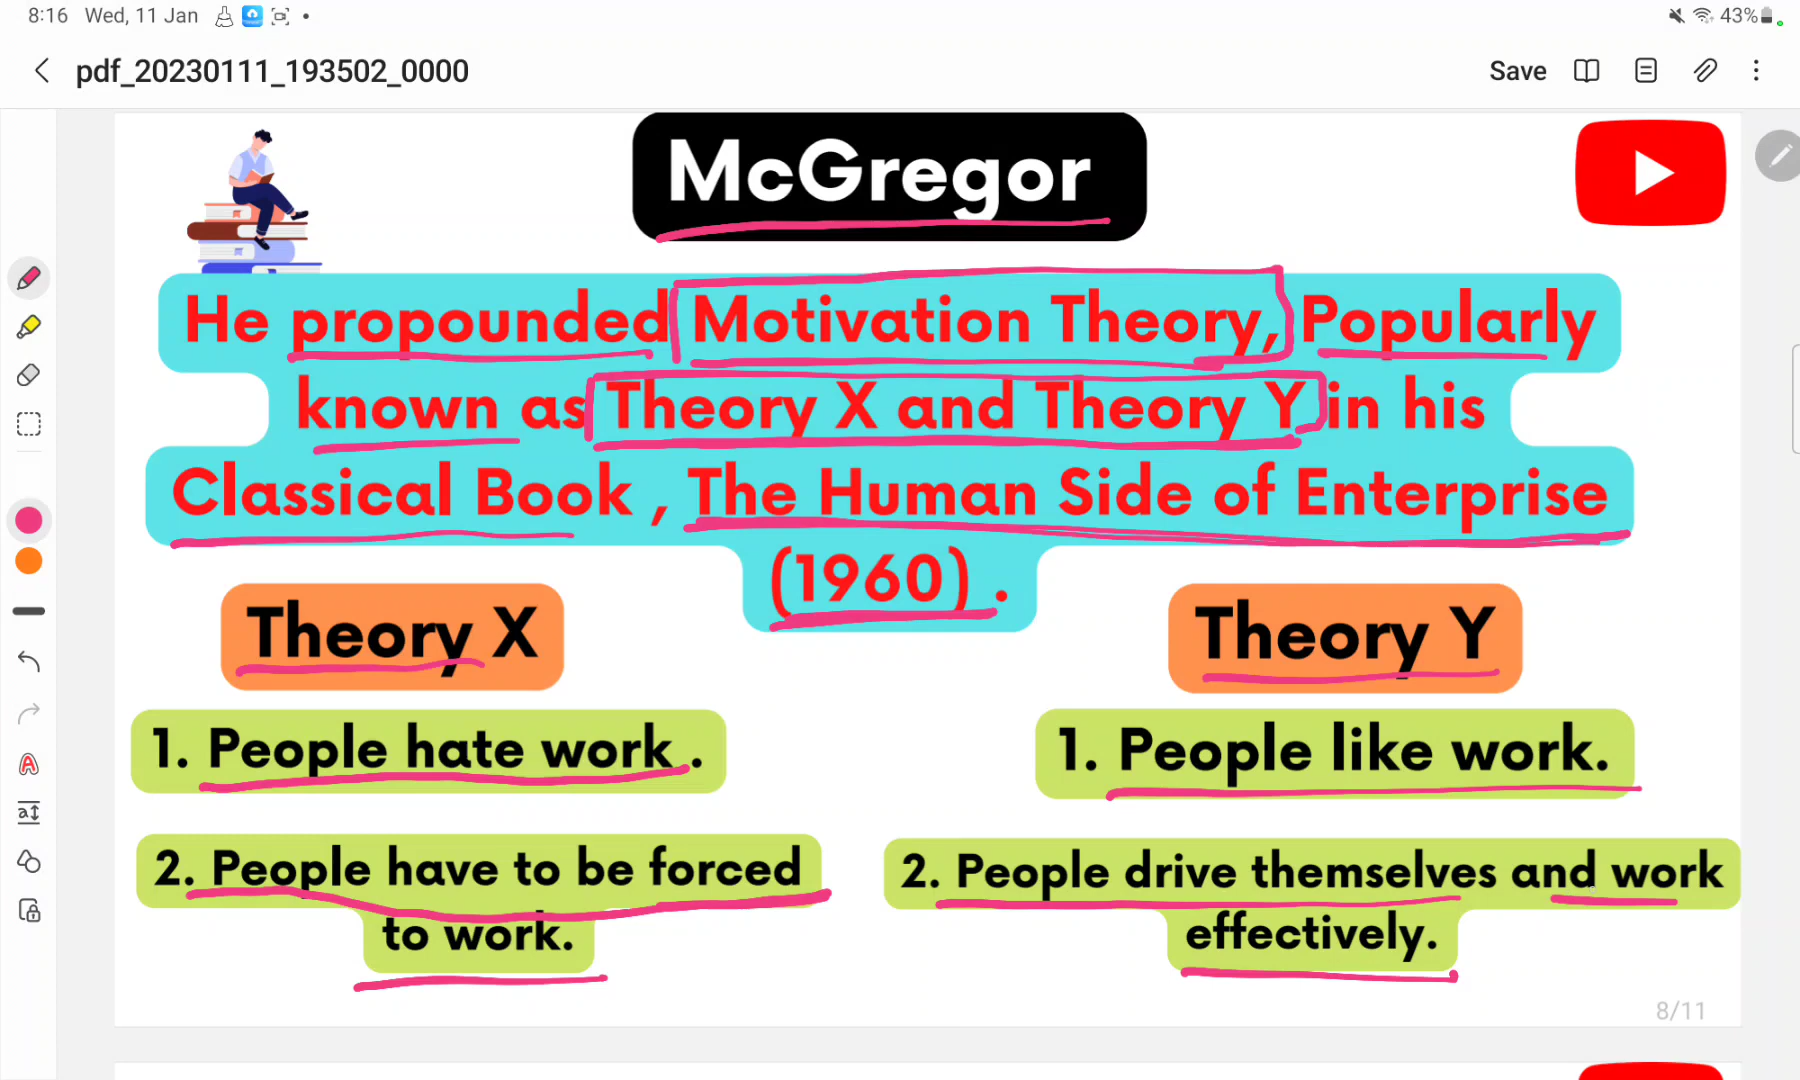 8:16 Wed, 11 Jan
43%
pdf_20230111_193502_0000
Save
McGregor
He propounded Motivation Theory, Popularly
known as Theory X and Theory Y in his
Classical Book , The Human Side of Enterprise
(1960) .
Theory X
Theory Y
1. People hate work .
1. People like work.
2. People have to be forced
to work.
2. People drive themselves and work
effectively.
8/11